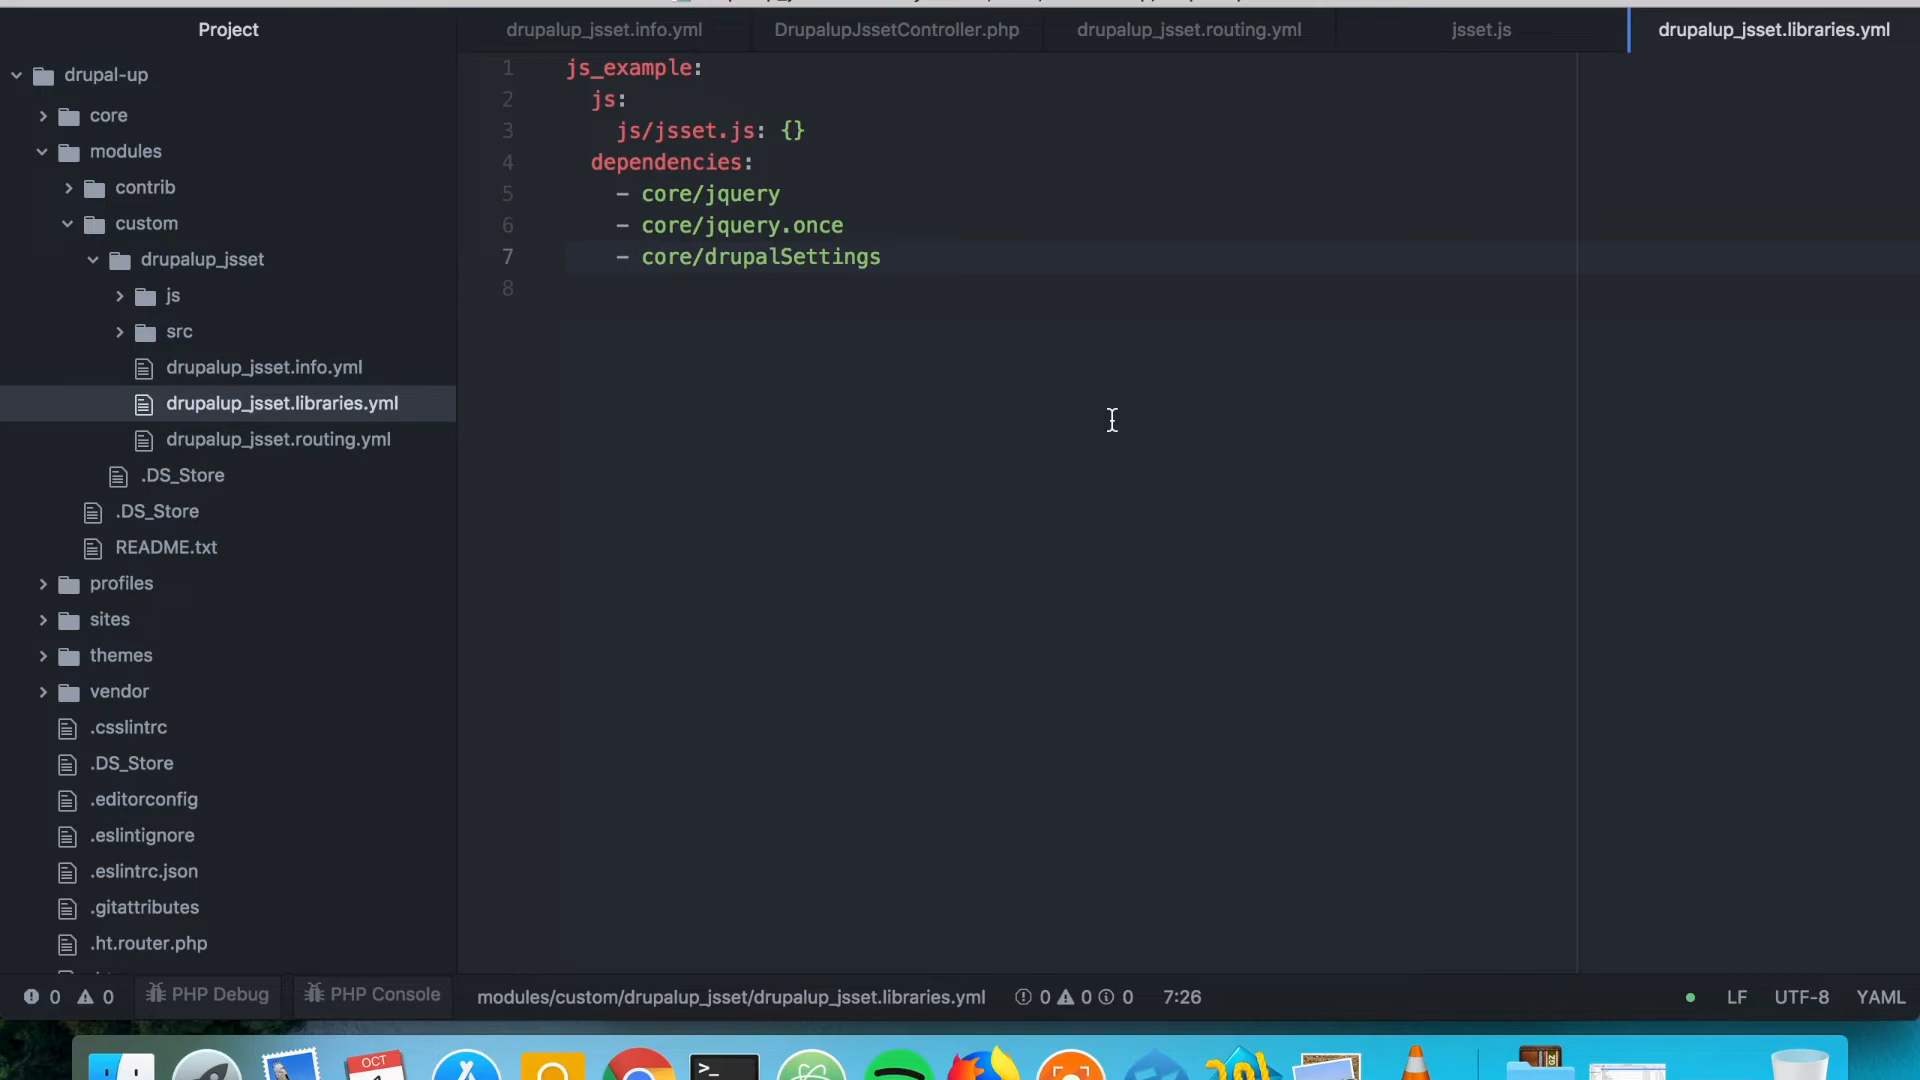 Project
drupalup_jsset.info.yml
DrupalupJssetController.php
drupalup_jsset.routing.yml
jsset.js
drupalup_jsset.libraries.yml
drupal-up
core
modules
contrib
custom
drupalup_jsset
js
src
drupalup_jsset.info.yml
drupalup_jsset.libraries.yml
drupalup_jsset.routing.yml
.DS_Store
.DS_Store
README.txt
profiles
sites
themes
vendor
.csslintrc
.DS_Store
.editorconfig
.eslintignore
.eslintrc.json
.gitattributes
.ht.router.php
1 js_example:
2 js:
3 js/jsset.js: {}
4 dependencies:
5 - core/jquery
6 - core/jquery.once
7 - core/drupalSettings
8
0 0 PHP Debug PHP Console modules/custom/drupalup_jsset/drupalup_jsset.libraries.yml 0 0 0 7:26 LF UTF-8 YAML
OCT
>_